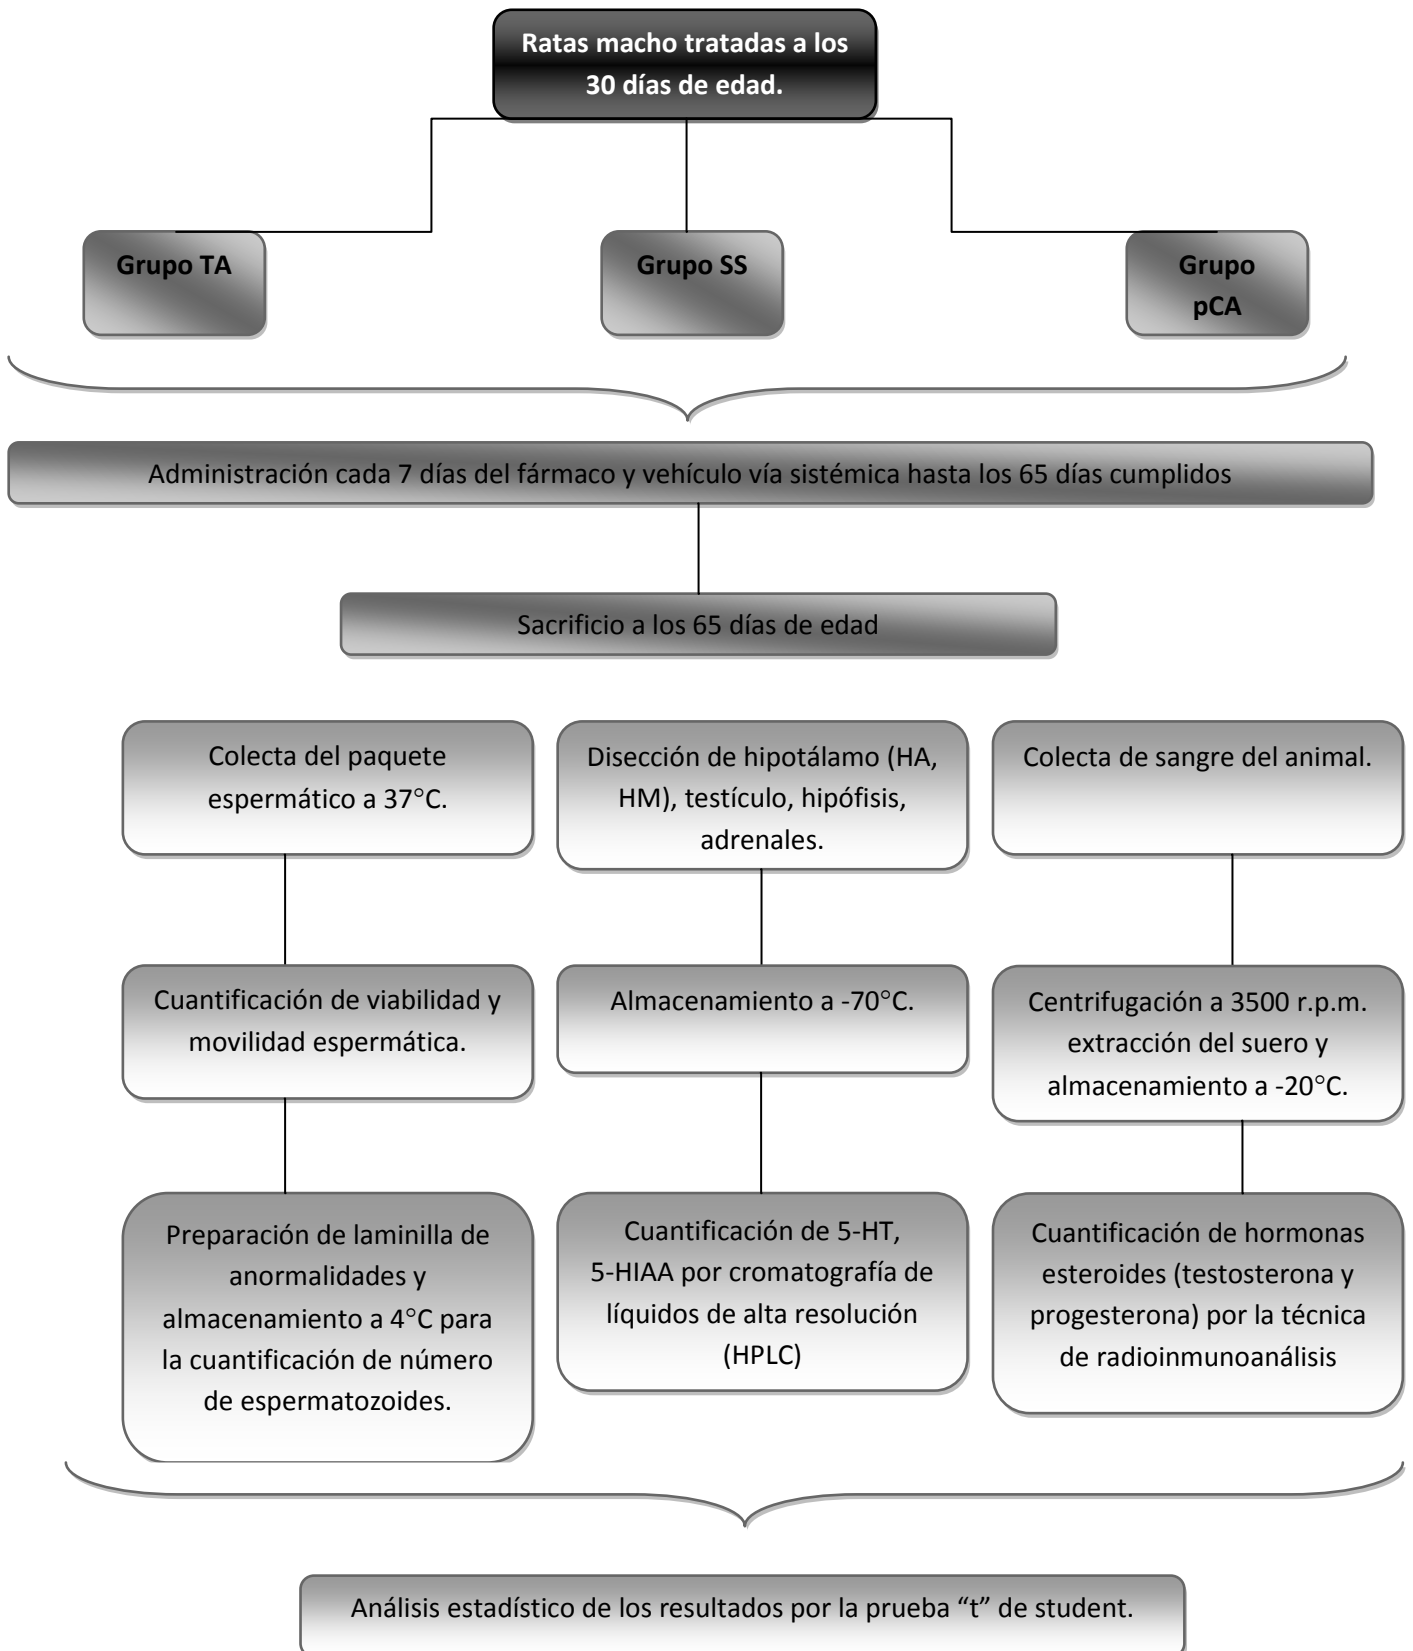 Ratas macho tratadas a los
30 días de edad.
Grupo TA
Grupo SS
Grupo
pCA
Administración cada 7 días del fármaco y vehículo vía sistémica hasta los 65 días cumplidos
Sacrificio a los 65 días de edad
Colecta del paquete
espermático a 37°C.
Disección de hipotálamo (HA,
HM), testículo, hipófisis,
adrenales.
Colecta de sangre del animal.
Cuantificación de viabilidad y
movilidad espermática.
Almacenamiento a -70°C.
Centrifugación a 3500 r.p.m.
extracción del suero y
almacenamiento a -20°C.
Preparación de laminilla de
anormalidades y
almacenamiento a 4°C para
la cuantificación de número
de espermatozoides.
Cuantificación de 5-HT,
5-HIAA por cromatografía de
líquidos de alta resolución
(HPLC)
Cuantificación de hormonas
esteroides (testosterona y
progesterona) por la técnica
de radioinmunoanálisis
Análisis estadístico de los resultados por la prueba “t” de student.